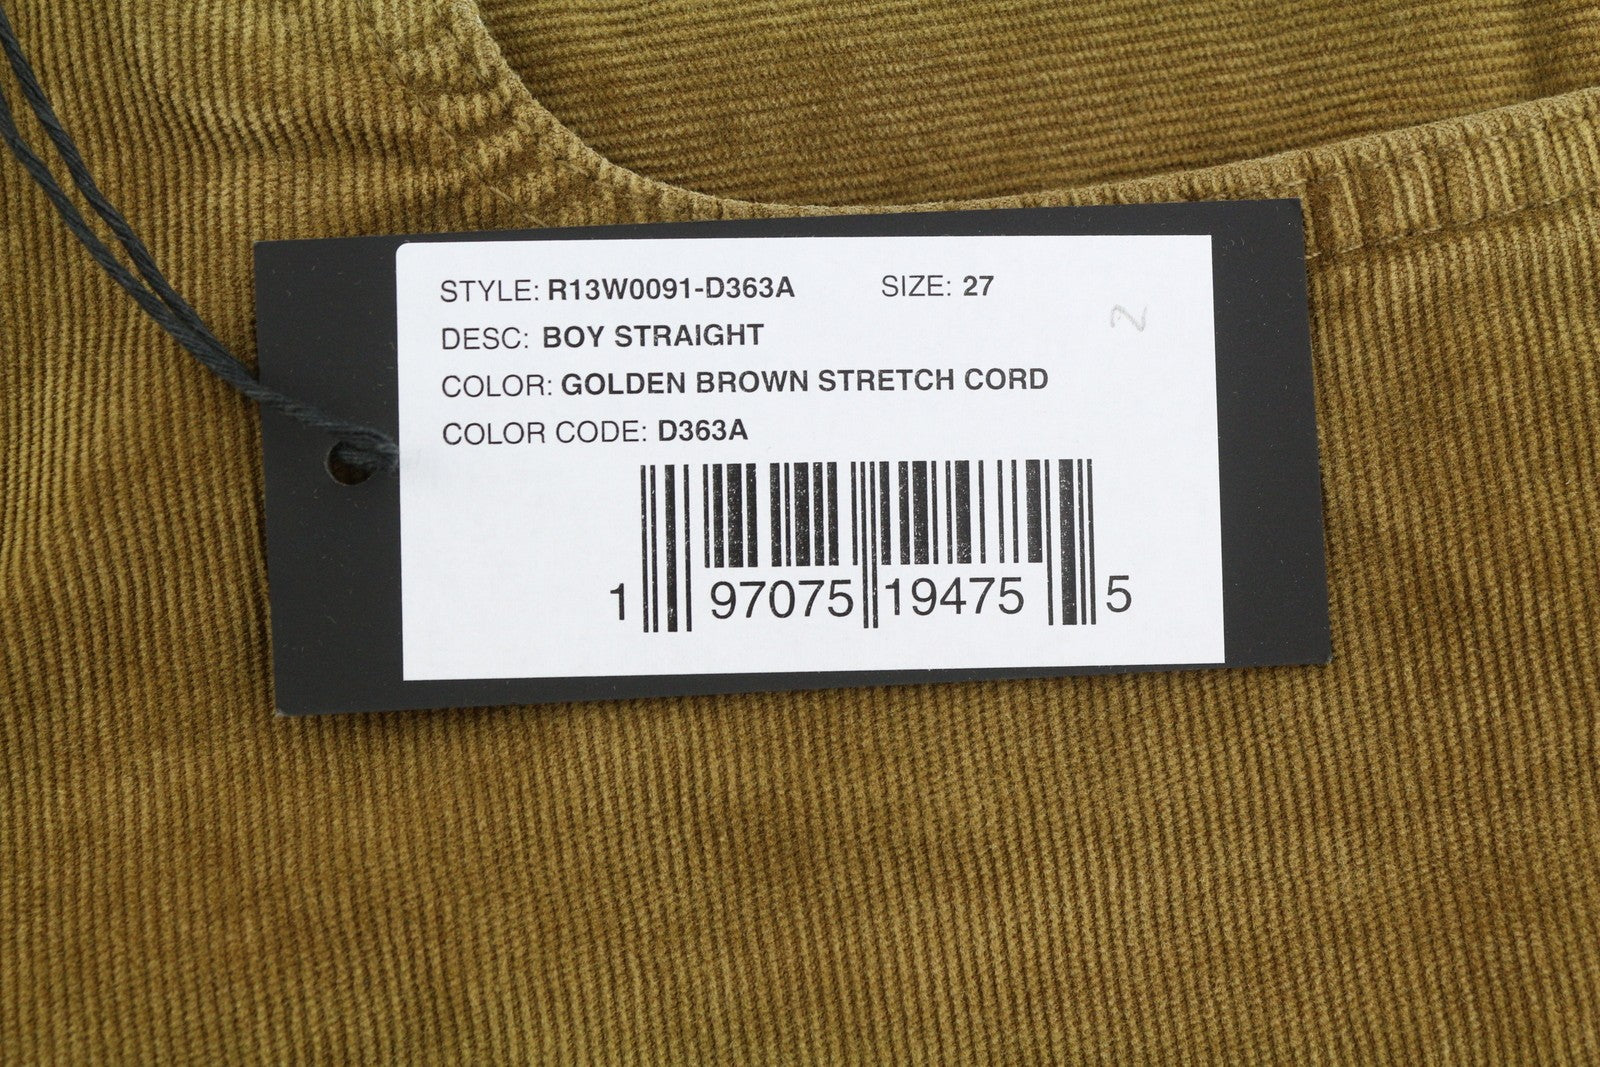 STYLE: R13W0091-D363A SIZE: 27
DESC: BOY STRAIGHT
COLOR: GOLDEN BROWN STRETCH CORD
COLOR CODE: D363A
1 97075 19475 5